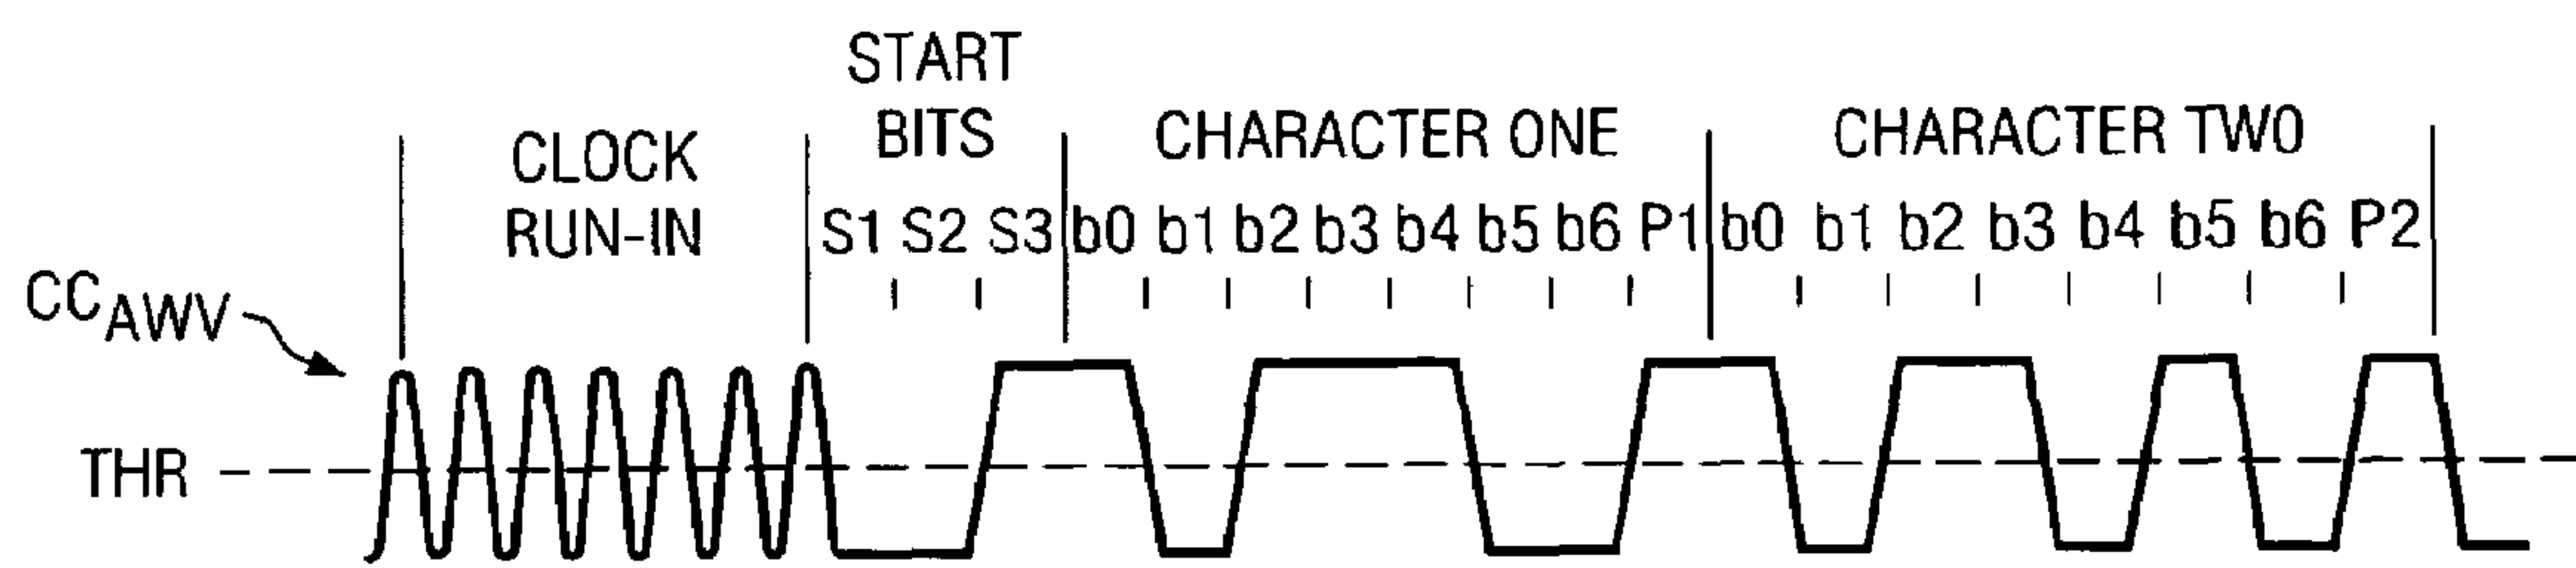 START
BITS
CLOCK
RUN-IN
CHARACTER ONE
CHARACTER TWO
S1 S2 S3 b0 b1 b2 b3 b4 b5 b6 P1 b0 b1 b2 b3 b4 b5 b6 P2
CCAWV
THR